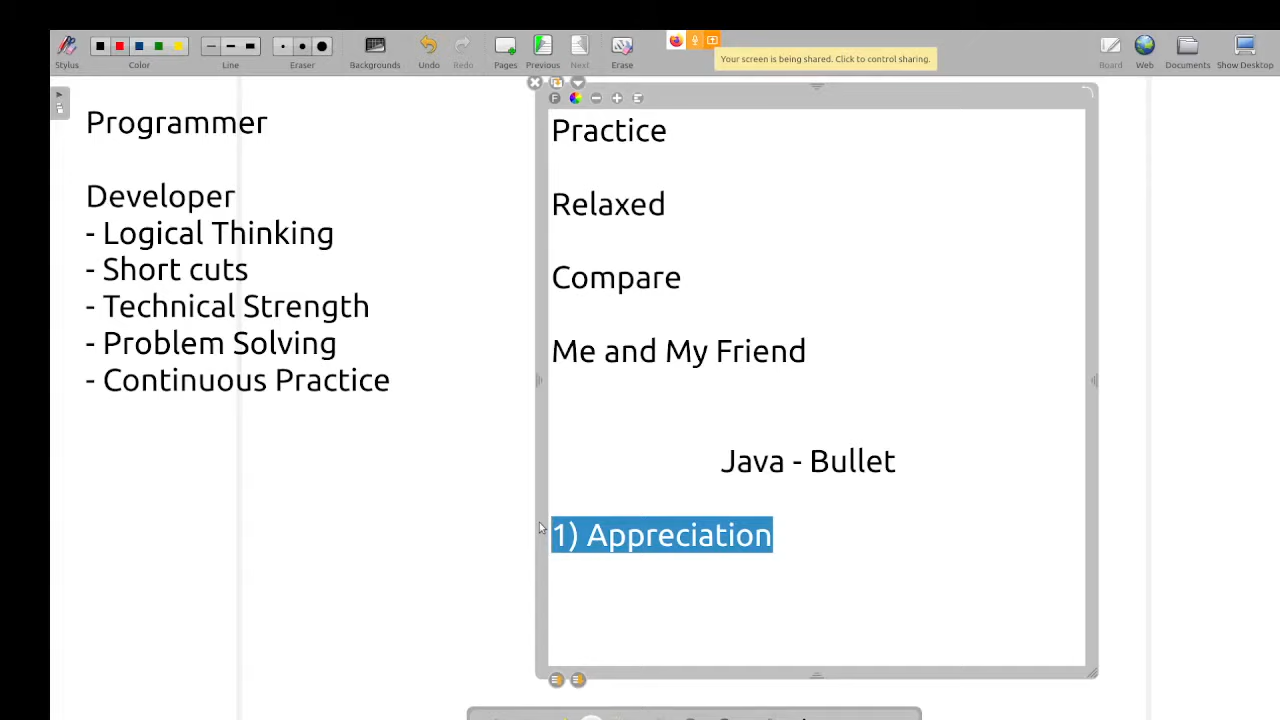 Stylus
Color
Line
Eraser
Backgrounds
Undo
Redo
Pages
Previous
Next
Erase
Your screen is being shared. Click to control sharing.
Board
Web
Documents
Show Desktop
Programmer
Developer
- Logical Thinking
- Short cuts
- Technical Strength
- Problem Solving
- Continuous Practice
Practice
Relaxed
Compare
Me and My Friend
Java - Bullet
1) Appreciation